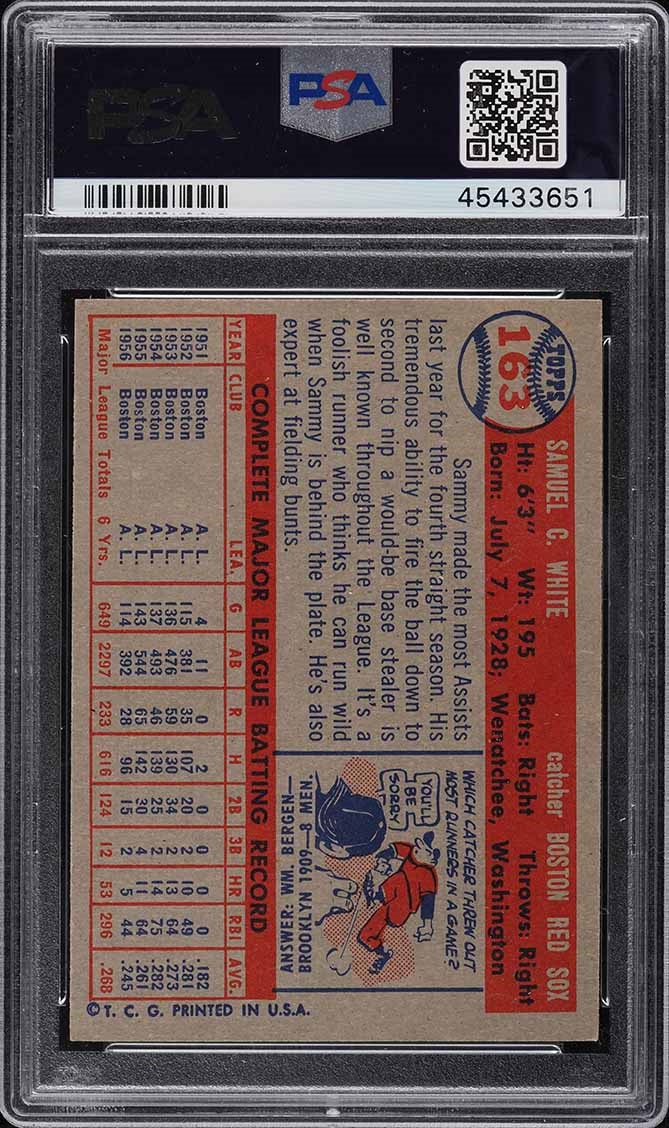 PSA
PSA
45433651
TOPPS
163
SAMUEL C. WHITE catcher BOSTON RED SOX
Ht: 6'3" Wt: 195 Bats: Right Throws: Right
Born: July 7, 1928; Wenatchee, Washington
Sammy made the most Assists
last year for the fourth straight season. His
tremendous ability to fire the ball down to
second to nip a would-be base stealer is
well known throughout the League. It's a
foolish runner who thinks he can run wild
when Sammy is behind the plate. He's also
expert at fielding bunts.
WHICH CATCHER THREW OUT
MOST RUNNERS IN A GAME?
YOU'LL
BE
SORRY
ANSWER: WM. BERGEN—
BROOKLYN 1909—8 MEN.
COMPLETE MAJOR LEAGUE BATTING RECORD
YEAR CLUB LEA. G AB R H 2B 3B HR RBI AVG.
1951 Boston A. L. 4 11 0 2 0 0 0 0 .182
1952 Boston A. L. 115 381 35 107 20 2 10 49 .281
1953 Boston A. L. 136 476 59 130 34 2 13 64 .273
1954 Boston A. L. 137 493 46 139 25 2 14 75 .282
1955 Boston A. L. 143 544 65 142 30 4 11 64 .261
1956 Boston A. L. 114 392 28 96 15 2 5 44 .245
Major League Totals 6 Yrs. 649 2297 233 616 124 12 53 296 .268
© T. C. G. PRINTED IN U.S.A.